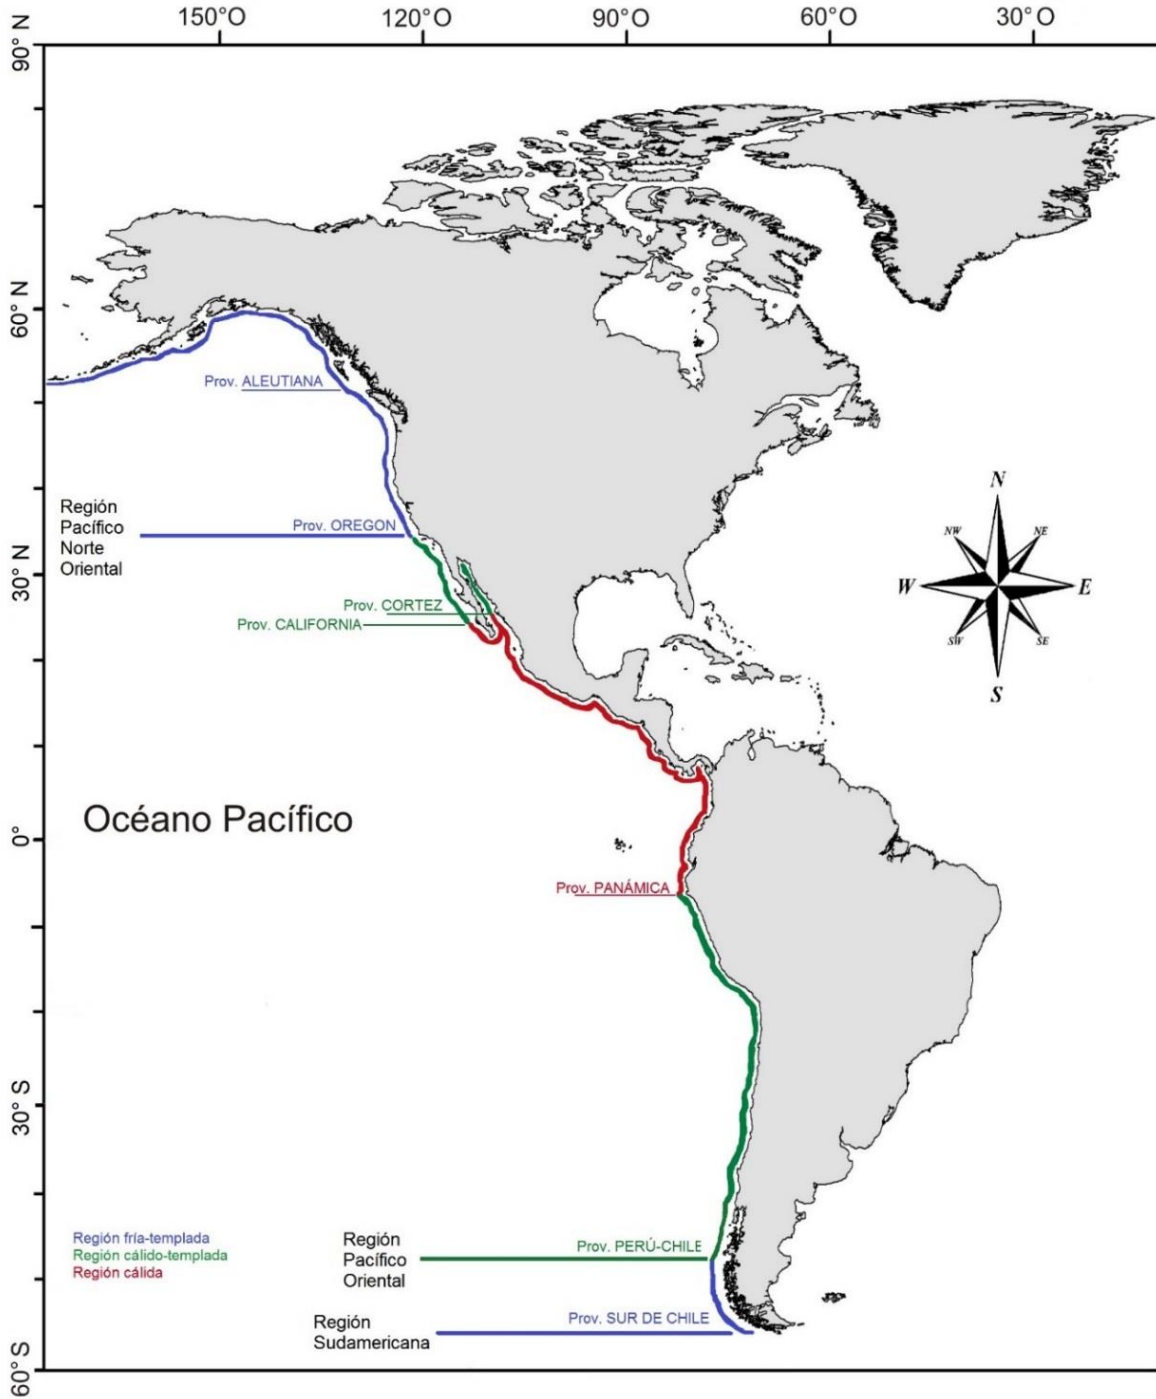 150°O
120°O
90°O
60°O
30°O
90° N
60° N
30° N
0°
30° S
60°S
Prov. ALEUTIANA
Región
Pacífico
Norte
Oriental
Prov. OREGON
Prov. CORTEZ
Prov. CALIFORNIA
N
NW
NE
W
E
SW
SE
S
Océano Pacífico
Prov. PANÁMICA
Región fría-templada
Región cálido-templada
Región cálida
Región
Pacífico
Oriental
Prov. PERÚ-CHILE
Región
Sudamericana
Prov. SUR DE CHILE